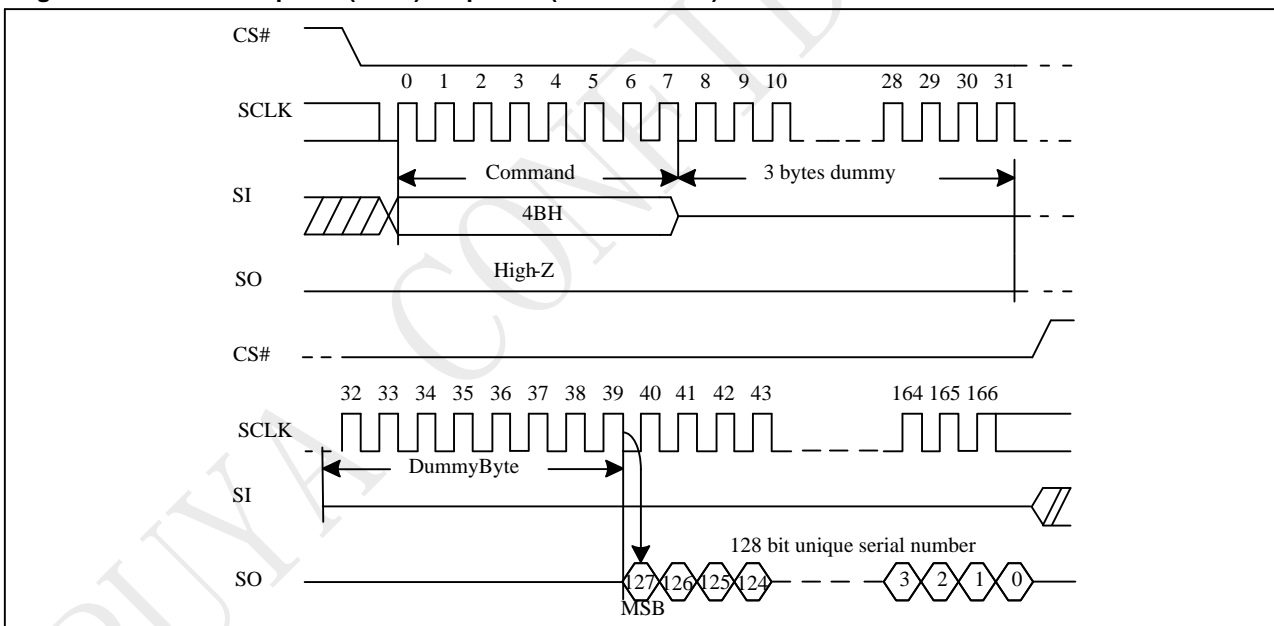 CS#
0 1 2 3 4 5 6 7 8 9 10 28 29 30 31
SCLK
Command 3 bytes dummy
SI
4BH
High-Z
SO
CS#
32 33 34 35 36 37 38 39 40 41 42 43 164 165 166
SCLK
DummyByte
SI
128 bit unique serial number
SO 127 126 125 124 3 2 1 0
MSB
PUYA CONFID